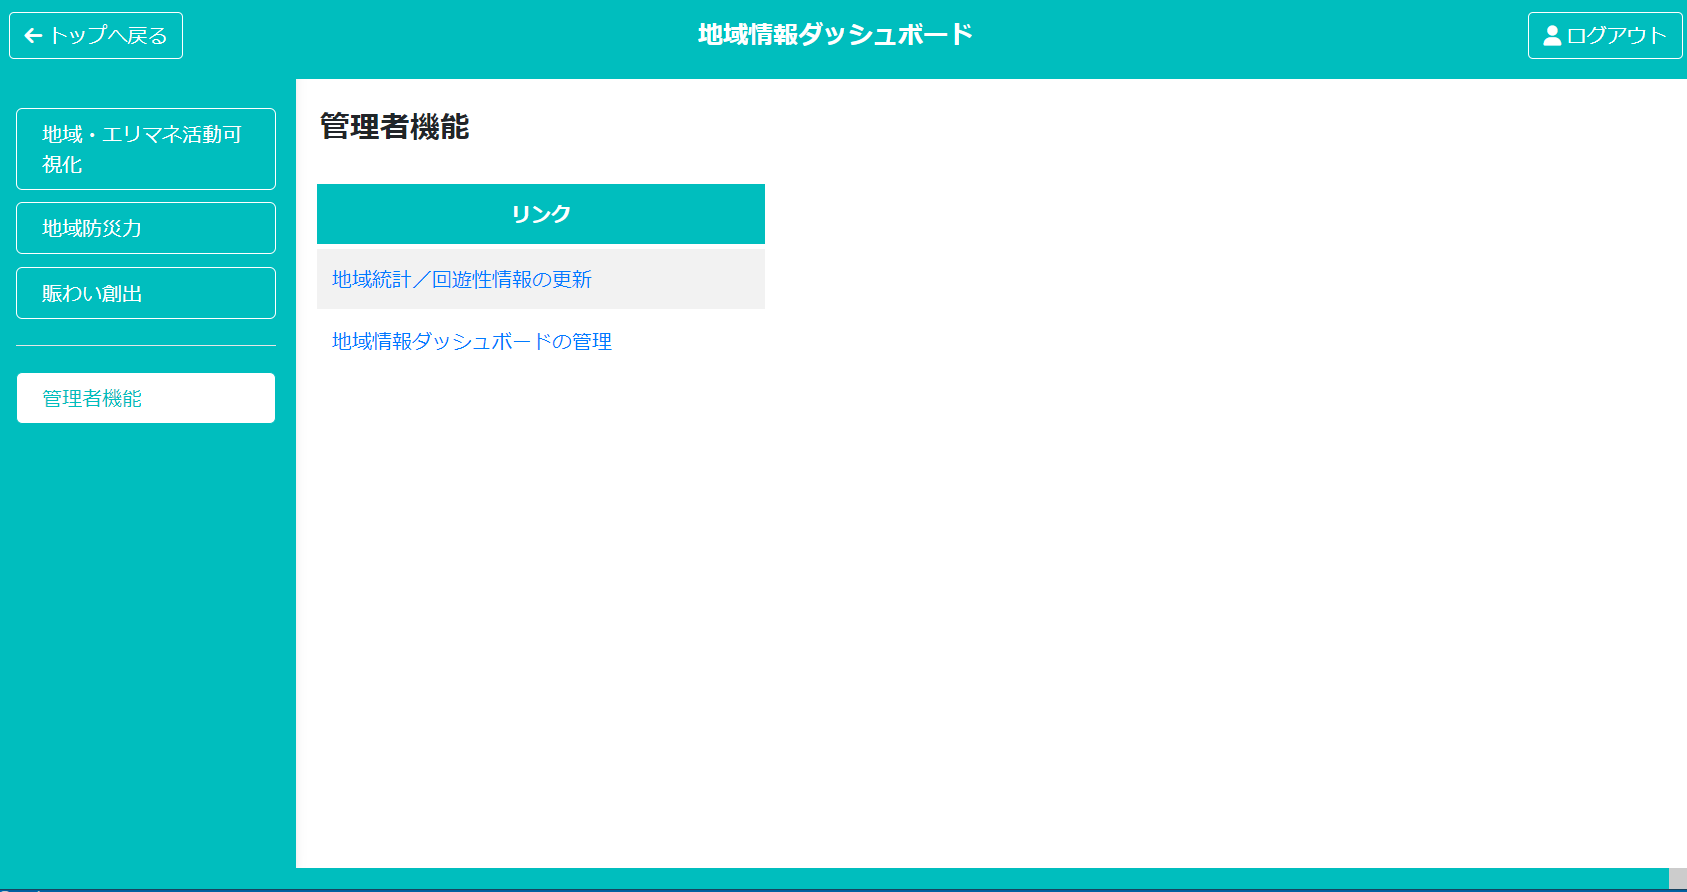 トップへ戻る
地域情報ダッシュボード
ログアウト
地域・エリマネ活動可
視化
地域防災力
賑わい創出
管理者機能
管理者機能
リンク
地域統計／回遊性情報の更新
地域情報ダッシュボードの管理